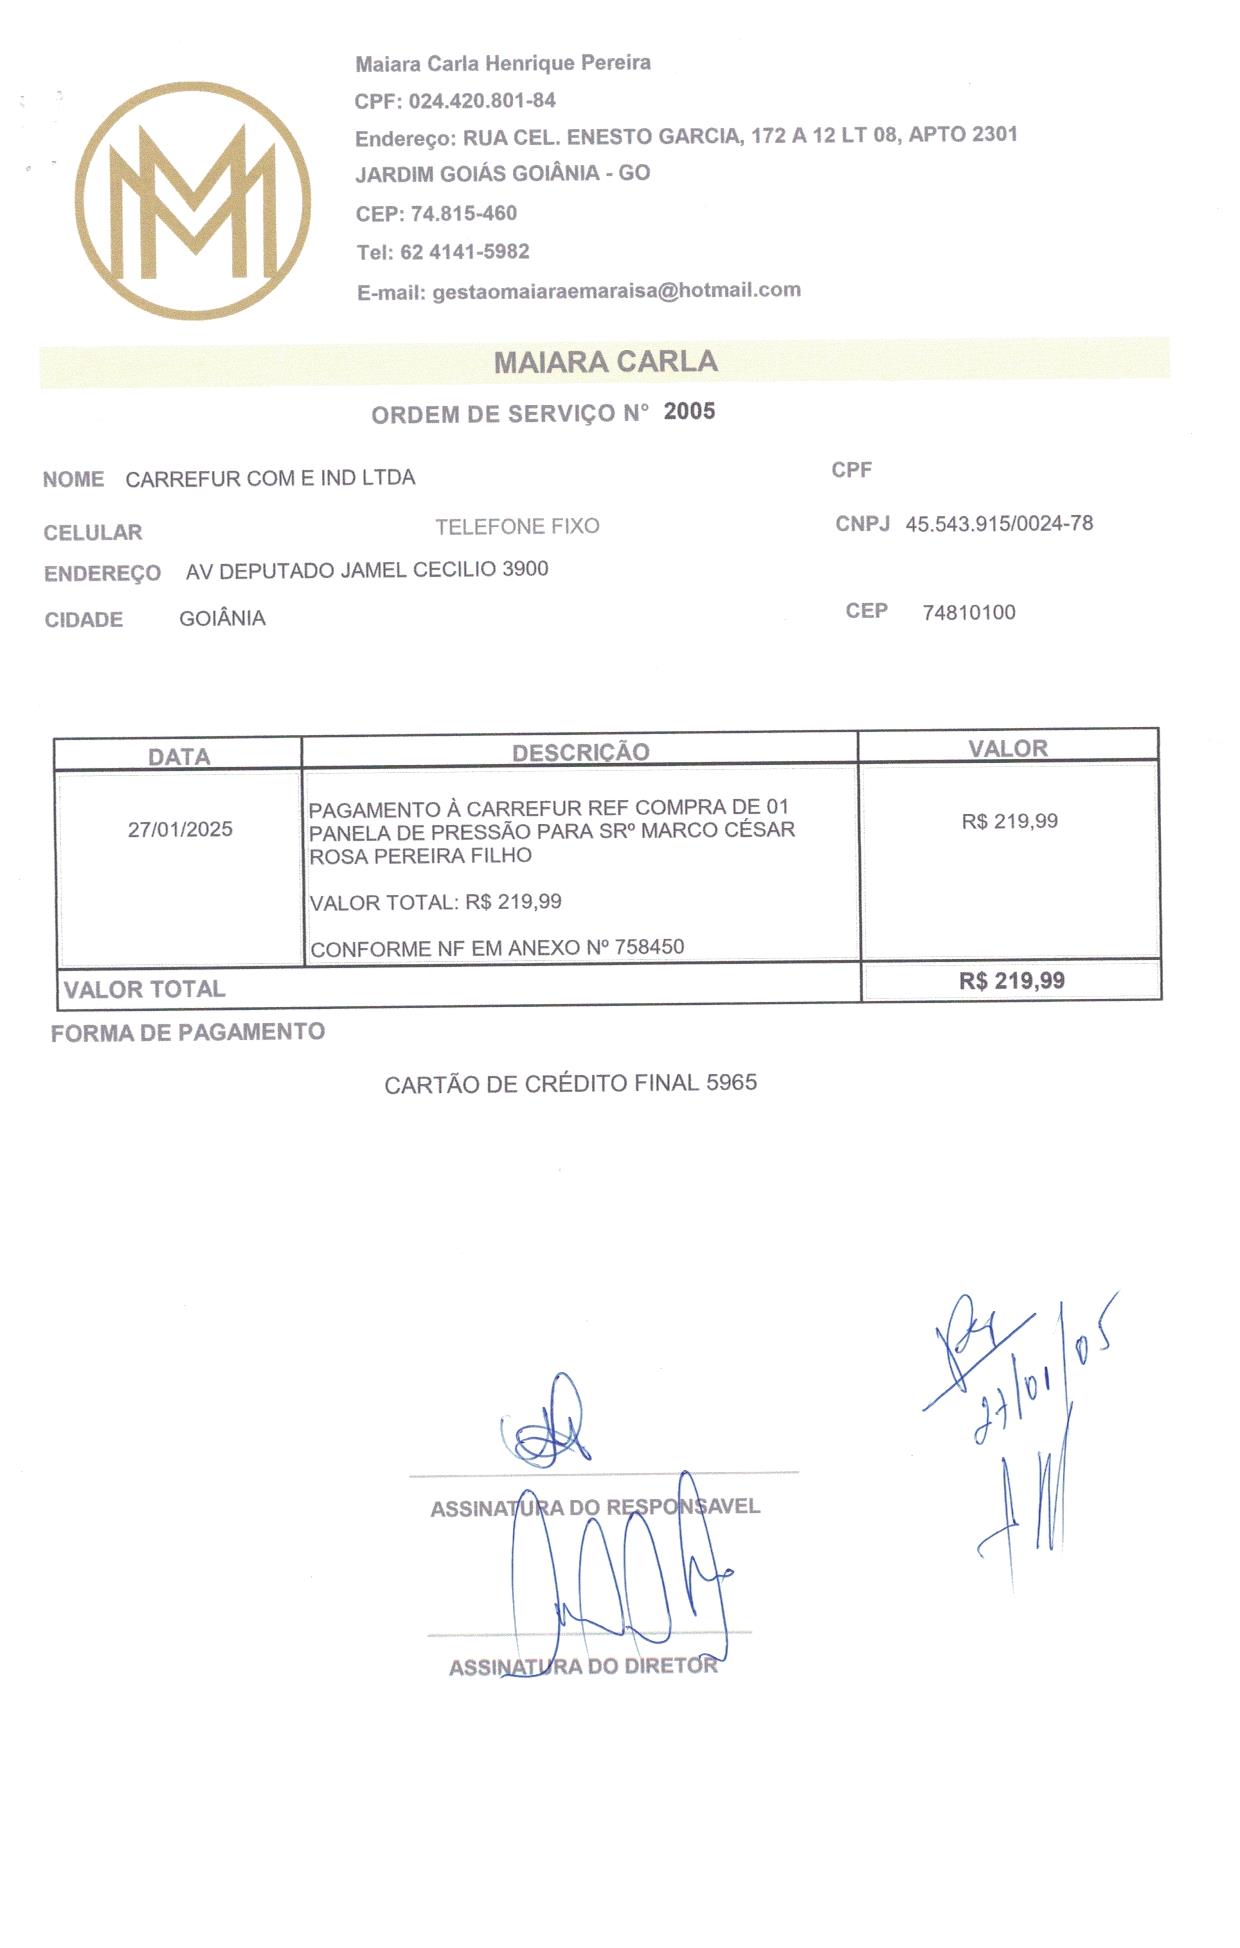 Maiara Carla Henrique Pereira
CPF: 024.420.801-84
Endereço: RUA CEL. ENESTO GARCIA, 172 A 12 LT 08, APTO 2301
JARDIM GOIÁS GOIÂNIA - GO
CEP: 74.815-460
Tel: 62 4141-5982
E-mail: gestaomaiaraemaraisa@hotmail.com
MM
MAIARA CARLA
ORDEM DE SERVIÇO N° 2005
NOME CARREFUR COM E IND LTDA CPF
CELULAR TELEFONE FIXO CNPJ 45.543.915/0024-78
ENDEREÇO AV DEPUTADO JAMEL CECILIO 3900
CIDADE GOIÂNIA CEP 74810100
DATA DESCRIÇÃO VALOR
PAGAMENTO À CARREFUR REF COMPRA DE 01
27/01/2025 PANELA DE PRESSÃO PARA SRº MARCO CÉSAR R$ 219,99
ROSA PEREIRA FILHO
VALOR TOTAL: R$ 219,99
CONFORME NF EM ANEXO Nº 758450
VALOR TOTAL R$ 219,99
FORMA DE PAGAMENTO
CARTÃO DE CRÉDITO FINAL 5965
27/01/05
ASSINATURA DO RESPONSAVEL
ASSINATURA DO DIRETOR